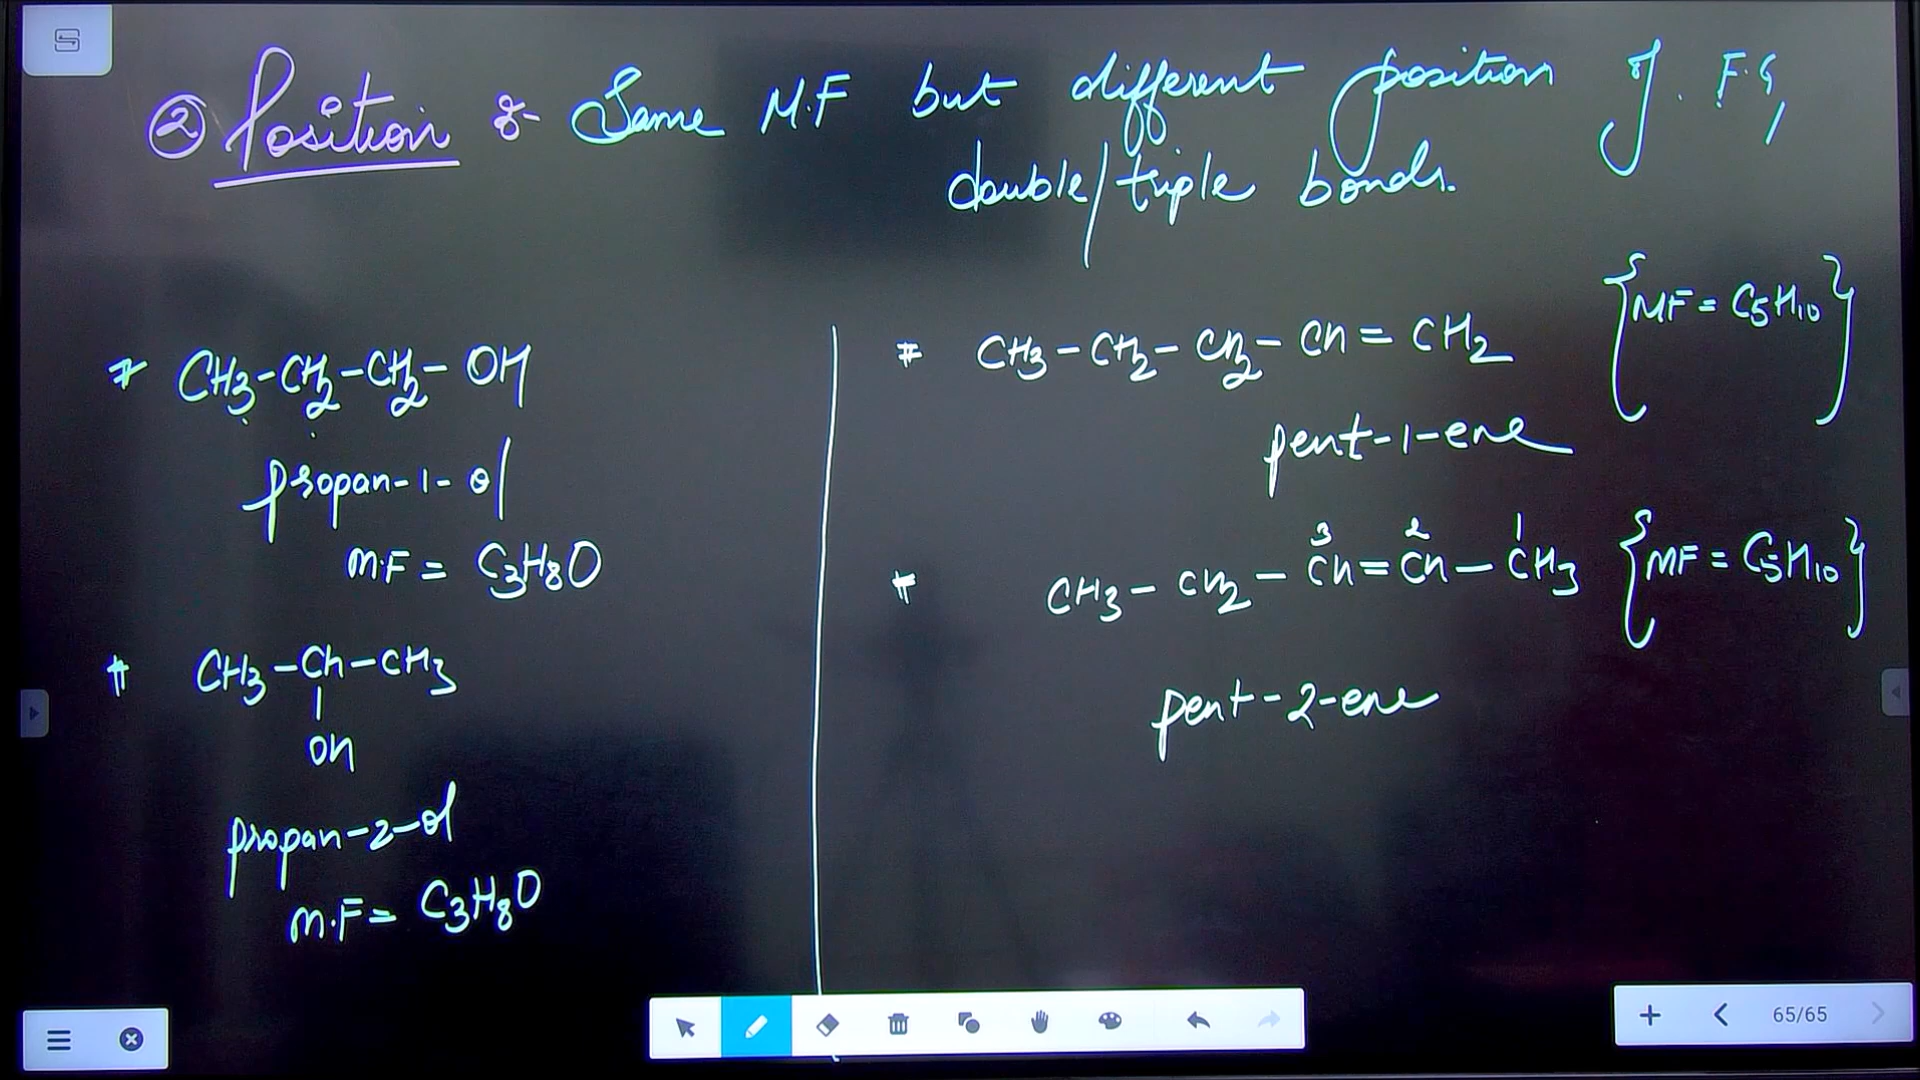 ② Position :- Same M.F but different position of F.G,
double/triple bonds.
* CH3-CH2-CH2-OH
propan-1-ol
M.F = C3H8O
* CH3-CH-CH3
|
OH
propan-2-ol
M.F = C3H8O
* CH3-CH2-CH2-CH=CH2 {MF = C5H10}
pent-1-ene
3 2 1
* CH3-CH2-CH=CH-CH3 {MF = C5H10}
pent-2-ene
65/65